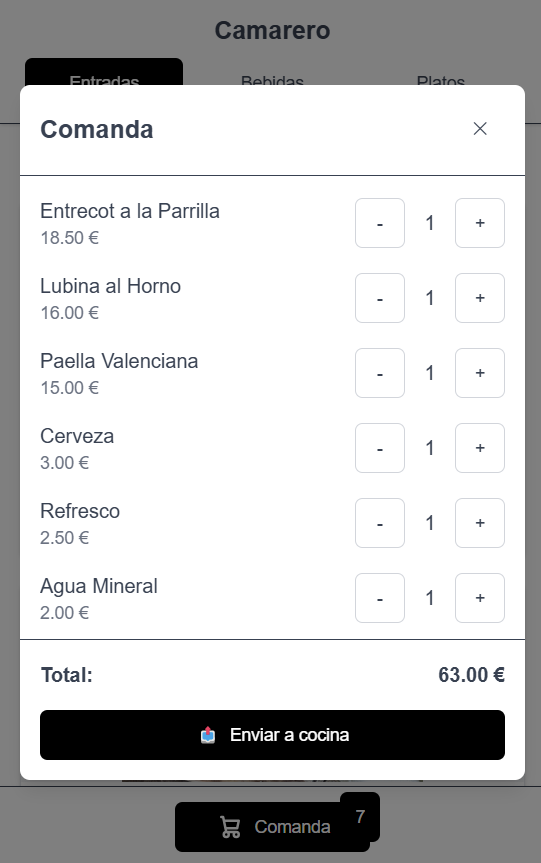 Camarero
Entradas Bebidas Platos
Comanda
Entrecot a la Parrilla
18.50 €
- 1 +
Lubina al Horno
16.00 €
- 1 +
Paella Valenciana
15.00 €
- 1 +
Cerveza
3.00 €
- 1 +
Refresco
2.50 €
- 1 +
Agua Mineral
2.00 €
- 1 +
Total: 63.00 €
Enviar a cocina
Comanda 7